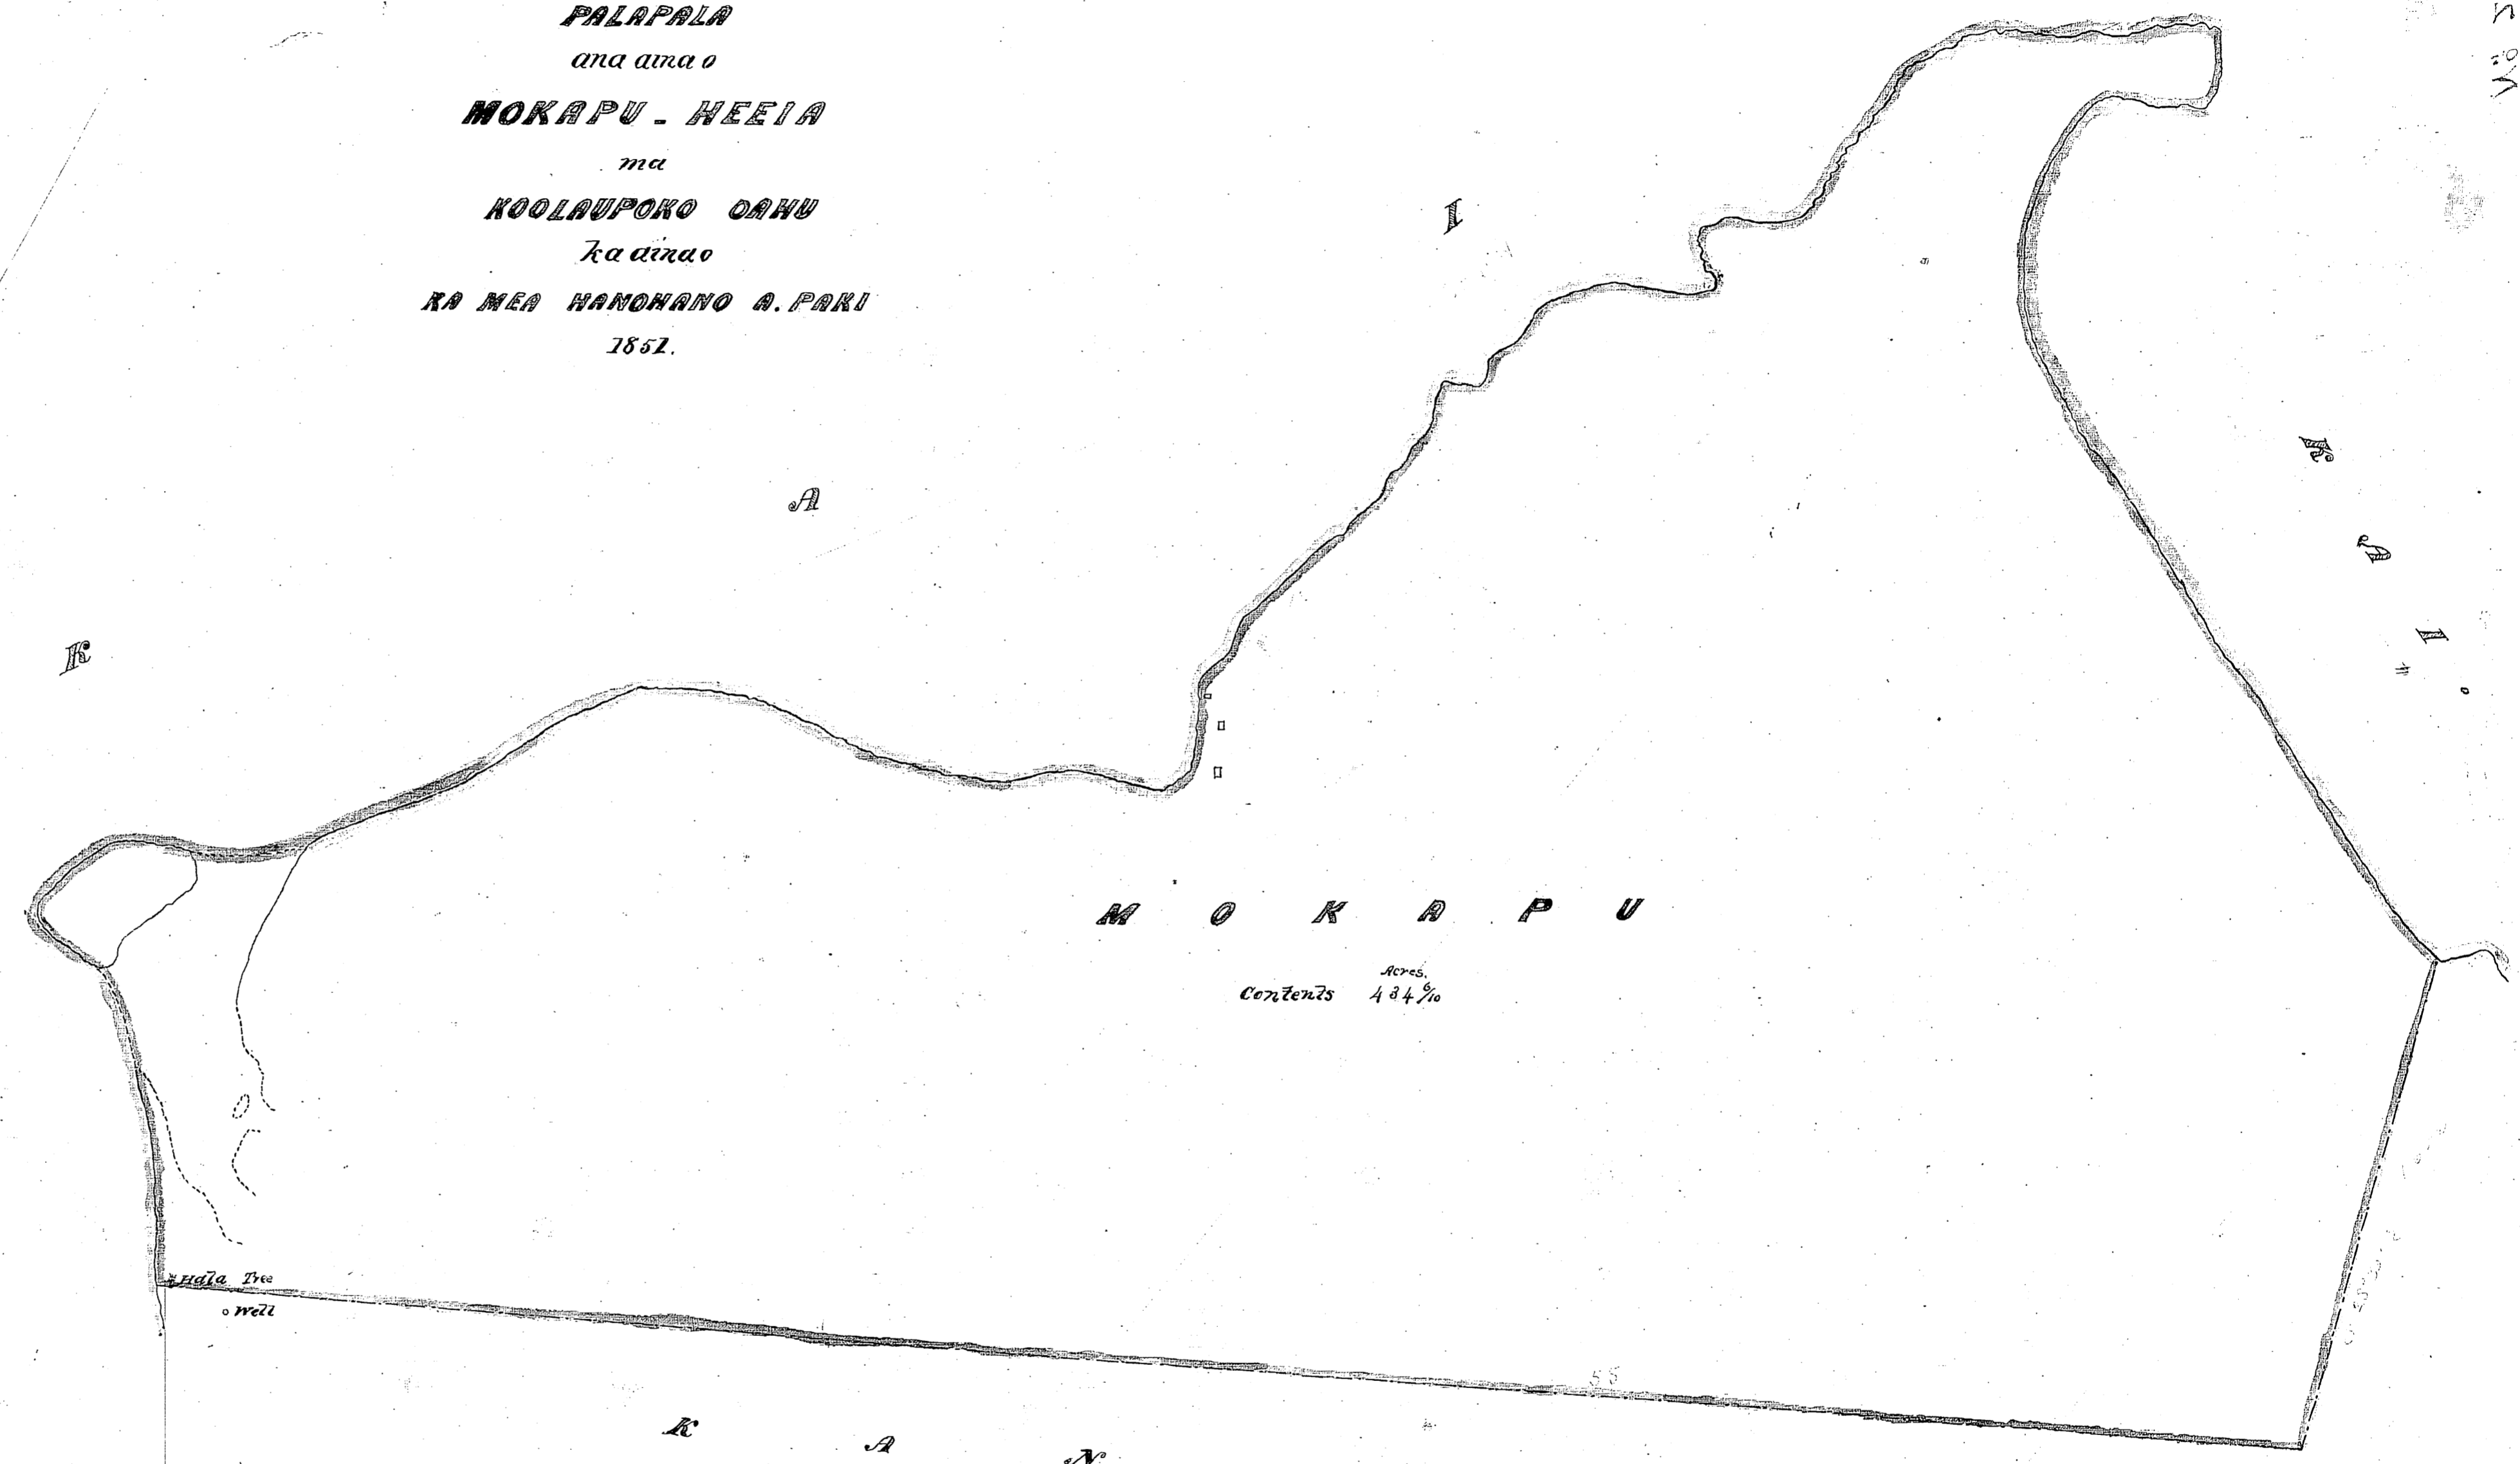 PALAPALA
ana aina o
MOKAPU - HEEIA
ma
KOOLAUPOKO OAHU
ka aina o
KA MEA HANOHANO A. PAKI
1851.
K A I
K A I
MOKAPU
Acres.
Contents 434 6/10
Hala Tree
Well
K A N